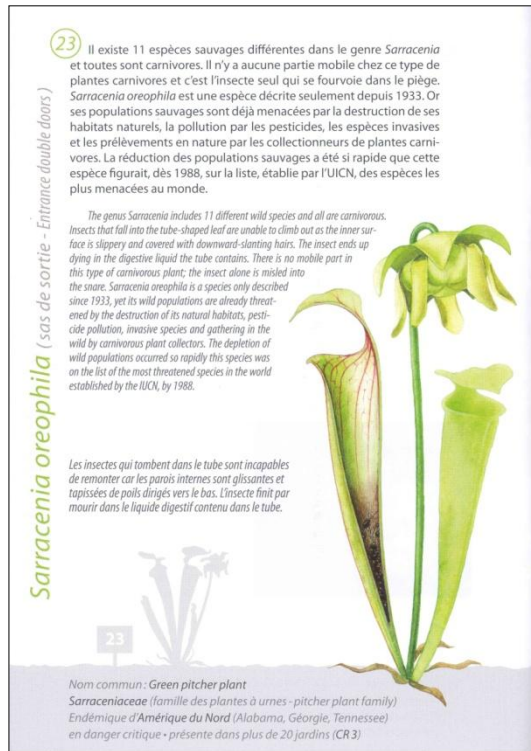 23
Il existe 11 espèces sauvages différentes dans le genre Sarracenia
et toutes sont carnivores. Il n'y a aucune partie mobile chez ce type de
plantes carnivores et c'est l'insecte seul qui se fourvoie dans le piège.
Sarracenia oreophila est une espèce décrite seulement depuis 1933. Or
ses populations sauvages sont déjà menacées par la destruction de ses
habitats naturels, la pollution par les pesticides, les espèces invasives
et les prélèvements en nature par les collectionneurs de plantes carni-
vores. La réduction des populations sauvages a été si rapide que cette
espèce figurait, dès 1988, sur la liste, établie par l'UICN, des espèces les
plus menacées au monde.
The genus Sarracenia includes 11 different wild species and all are carnivorous.
Insects that fall into the tube-shaped leaf are unable to climb out as the inner sur-
face is slippery and covered with downward-slanting hairs. The insect ends up
dying in the digestive liquid the tube contains. There is no mobile part in
this type of carnivorous plant; the insect alone is misled into
the snare. Sarracenia oreophila is a species only described
since 1933, yet its wild populations are already threat-
ened by the destruction of its natural habitats, pesti-
cide pollution, invasive species and gathering in the
wild by carnivorous plant collectors. The depletion of
wild populations occurred so rapidly this species was
on the list of the most threatened species in the world
established by the IUCN, by 1988.
Sarracenia oreophila ( sas de sortie - Entrance double doors )
Les insectes qui tombent dans le tube sont incapables
de remonter car les parois internes sont glissantes et
tapissées de poils dirigés vers le bas. L'insecte finit par
mourir dans le liquide digestif contenu dans le tube.
23
Nom commun : Green pitcher plant
Sarraceniaceae (famille des plantes à urnes - pitcher plant family)
Endémique d'Amérique du Nord (Alabama, Géorgie, Tennessee)
en danger critique • présente dans plus de 20 jardins (CR 3)